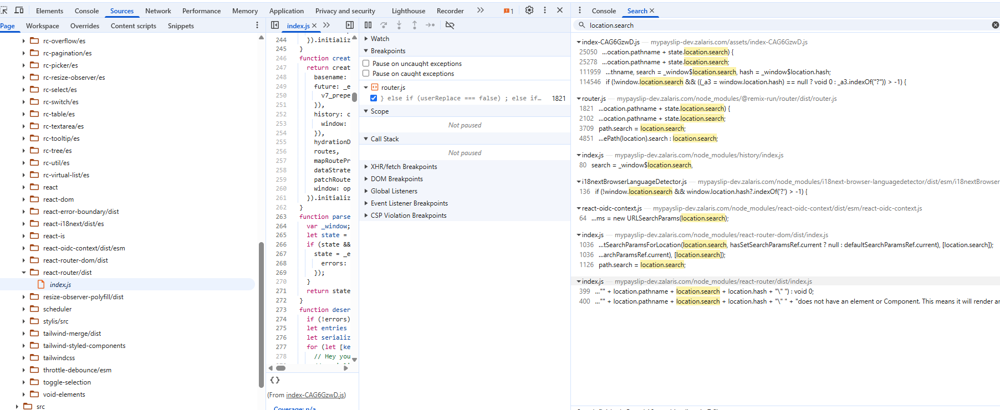 Elements Console Sources Network Performance Memory Application Privacy and security Lighthouse Recorder 1
Page Workspace Overrides Content scripts Snippets
rc-overflow/es
rc-pagination/es
rc-picker/es
rc-resize-observer/es
rc-select/es
rc-switch/es
rc-table/es
rc-textarea/es
rc-tooltip/es
rc-tree/es
rc-util/es
rc-virtual-list/es
react
react-dom
react-error-boundary/dist
react-i18next/dist/es
react-is
react-oidc-context/dist/esm
react-router-dom/dist
react-router/dist
index.js
resize-observer-polyfill/dist
scheduler
stylis/src
tailwind-merge/dist
tailwind-styled-components
tailwindcss
throttle-debounce/esm
toggle-selection
void-elements
src
index.js
244 }).initializ
245 }
246 function creat
247 return creat
248 basename:
249 future: _e
250 v7_prepe
251 }),
252 history: c
253 window:
254 }),
255 hydrationD
256 routes,
257 mapRoutePr
258 dataStrate
259 patchRoute
260 window: op
261 }).initializ
262 }
263 function parse
264 var _window;
265 let state =
266 if (state &&
267 state = _e
268 errors:
269 });
270 }
271 return state
272 }
273 function deser
274 if (!errors)
275 let entries
276 let serializ
277 for (let [ke
278 // Hey you
{}
(From index-CAG6GzwD.js)
Coverage: n/a
Watch
Breakpoints
Pause on uncaught exceptions
Pause on caught exceptions
router.js
} else if (userReplace === false) ; else if… 1821
Scope
Not paused
Call Stack
Not paused
XHR/fetch Breakpoints
DOM Breakpoints
Global Listeners
Event Listener Breakpoints
CSP Violation Breakpoints
Console Search
location.search
index-CAG6GzwD.js — mypayslip-dev.zalaris.com/assets/index-CAG6GzwD.js
25050 …ocation.pathname + state.location.search) {
25278 …ocation.pathname + state.location.search;
111959 …thname, search = _window$location.search, hash = _window$location.hash;
114546 if (!window.location.search && ((_a3 = window.location.hash) == null ? void 0 : _a3.indexOf("?")) > -1) {
router.js — mypayslip-dev.zalaris.com/node_modules/@remix-run/router/dist/router.js
1821 …ocation.pathname + state.location.search) {
2102 …ocation.pathname + state.location.search;
3709 path.search = location.search;
4851 …ePath(location).search : location.search;
index.js — mypayslip-dev.zalaris.com/node_modules/history/index.js
80 search = _window$location.search,
i18nextBrowserLanguageDetector.js — mypayslip-dev.zalaris.com/node_modules/i18next-browser-languagedetector/dist/esm/i18nextBrowser
136 if (!window.location.search && window.location.hash?.indexOf('?') > -1) {
react-oidc-context.js — mypayslip-dev.zalaris.com/node_modules/react-oidc-context/dist/esm/react-oidc-context.js
64 …ms = new URLSearchParams(location.search);
index.js — mypayslip-dev.zalaris.com/node_modules/react-router-dom/dist/index.js
1036 …tSearchParamsForLocation(location.search, hasSetSearchParamsRef.current ? null : defaultSearchParamsRef.current), [location.search]);
1036 …archParamsRef.current), [location.search]);
1126 path.search = location.search;
index.js — mypayslip-dev.zalaris.com/node_modules/react-router/dist/index.js
399 …"" + location.pathname + location.search + location.hash + "\" ") : void 0;
400 …"" + location.pathname + location.search + location.hash + "\" " + "does not have an element or Component. This means it will render ar